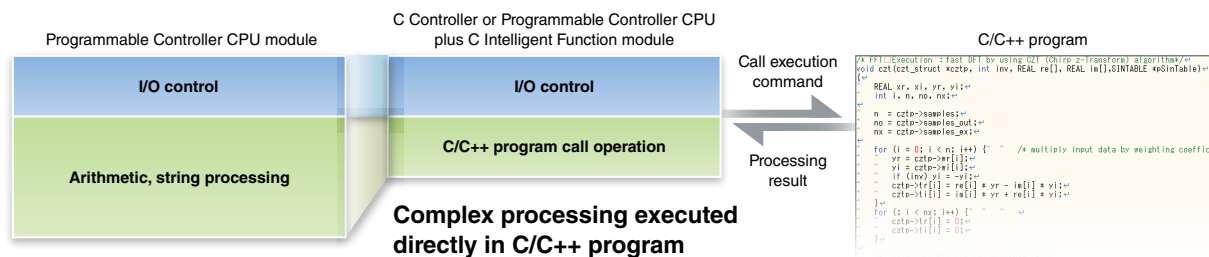 Programmable Controller CPU module
I/O control
Arithmetic, string processing
C Controller or Programmable Controller CPU
plus C Intelligent Function module
I/O control
C/C++ program call operation
Complex processing executed
directly in C/C++ program
Call execution
command
Processing
result
C/C++ program
/* FFT□Execution : fast DFT by using CZT (Chirp z-Transform) algorithm*/↵
void czt(czt_struct *cztp, int inv, REAL re[], REAL im[],SINTABLE *pSinTable)↵
{↵
REAL xr, xi, yr, yi;↵
int i, n, no, nx;↵
↵
n = cztp->samples;↵
no = cztp->samples_out;↵
nx = cztp->samples_ex;↵
↵
for (i = 0; i < n; i++) {^ ^ /* multiply input data by weighting coeffic
^ ^ yr = cztp->wr[i];↵
^ ^ yi = cztp->wi[i];↵
^ ^ if (inv) yi = -yi;↵
^ ^ cztp->tr[i] = re[i] * yr - im[i] * yi;↵
^ ^ cztp->ti[i] = im[i] * yr + re[i] * yi;↵
^ }↵
^ for (; i < nx; i++) {^ ^ ^ ↵
^ ^ cztp->tr[i] = 0;↵
^ ^ cztp->ti[i] = 0;↵
^ }↵